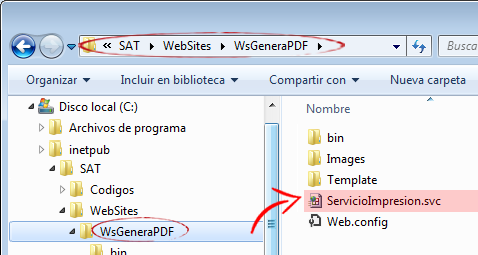 « SAT ▸ WebSites ▸ WsGeneraPDF ▸
Busca
Organizar ▾ Incluir en biblioteca ▾ Compartir con ▾ Nueva carpeta
Disco local (C:)
Archivos de programa
inetpub
SAT
Codigos
WebSites
WsGeneraPDF
bin
Nombre
bin
Images
Template
ServicioImpresion.svc
Web.config